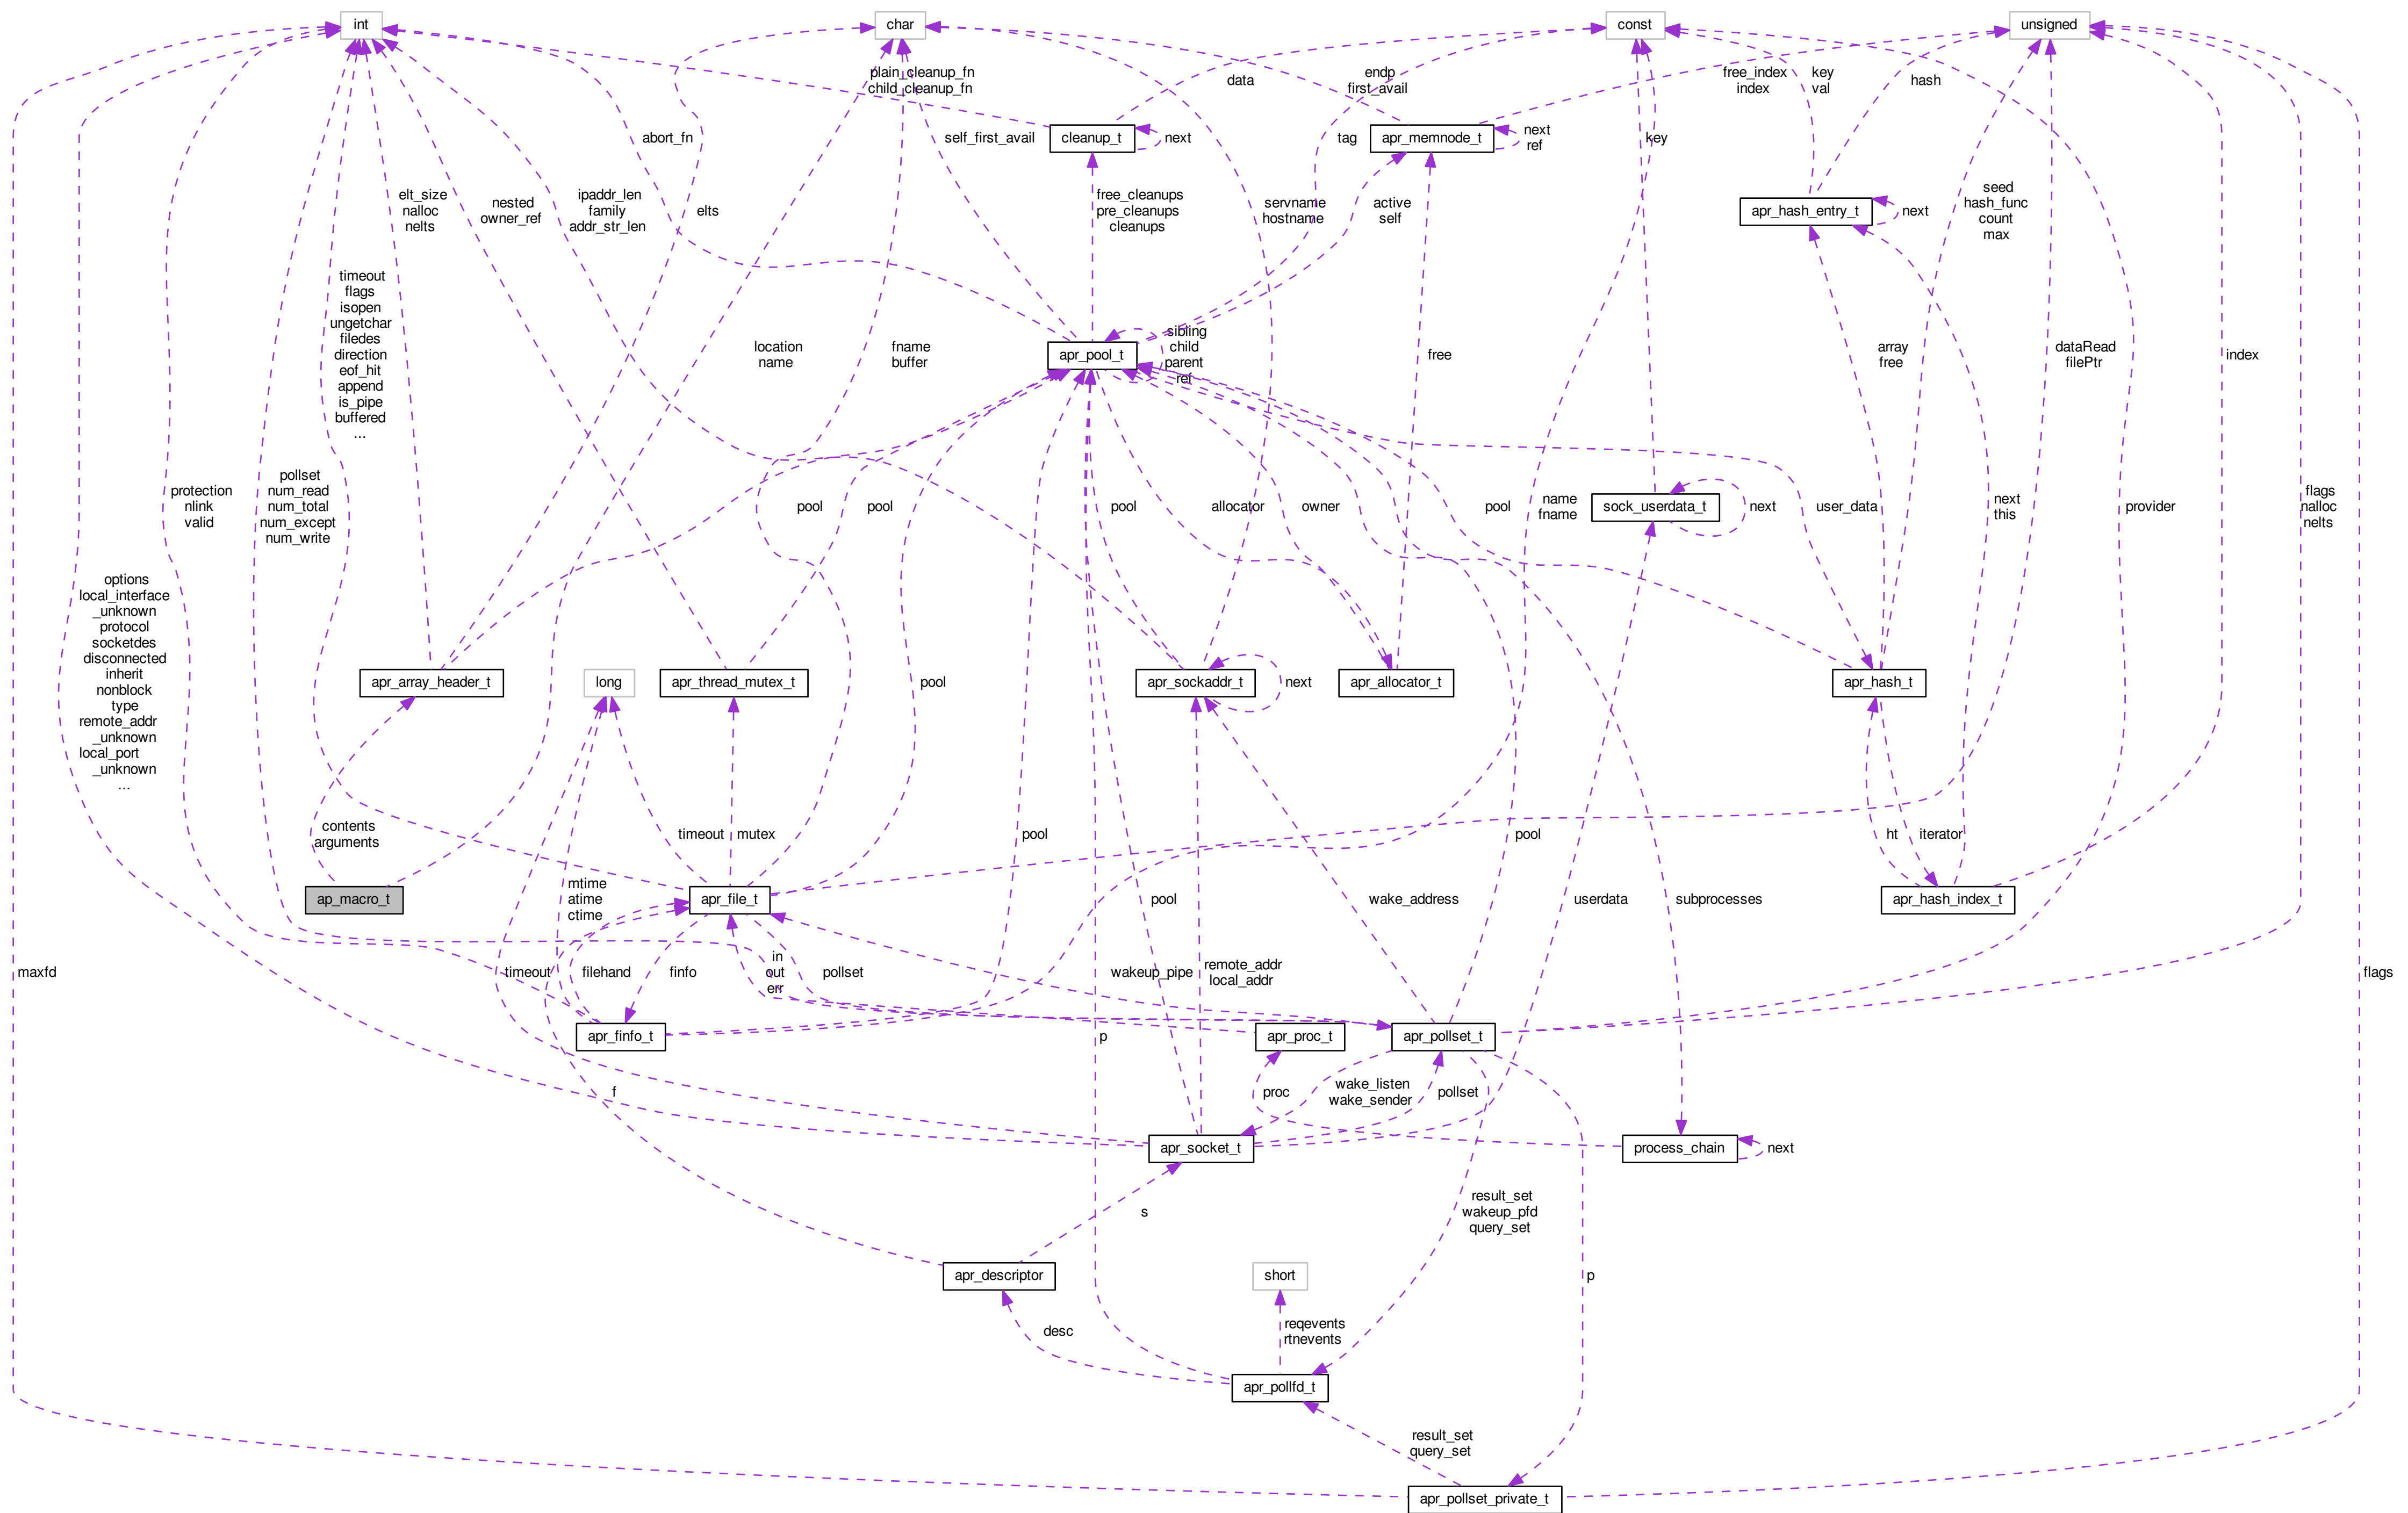 int
char
const
unsigned
plain_cleanup_fn
child_cleanup_fn
data
endp
first_avail
free_index
index
key
val
hash
abort_fn
self_first_avail
cleanup_t
next
tag
apr_memnode_t
next
ref
key
elt_size
nalloc
nelts
nested
owner_ref
ipaddr_len
family
addr_str_len
elts
free_cleanups
pre_cleanups
cleanups
servname
hostname
active
self
apr_hash_entry_t
next
seed
hash_func
count
max
timeout
flags
isopen
ungetchar
filedes
direction
eof_hit
append
is_pipe
buffered
...
location
name
fname
buffer
apr_pool_t
sibling
child
parent
ref
free
array
free
dataRead
filePtr
index
protection
nlink
valid
pollset
num_read
num_total
num_except
num_write
pool
pool
pool
allocator
owner
pool
name
fname
sock_userdata_t
next
user_data
next
this
provider
flags
nalloc
nelts
options
local_interface
_unknown
protocol
socketdes
disconnected
inherit
nonblock
type
remote_addr
_unknown
local_port
_unknown
...
apr_array_header_t
long
apr_thread_mutex_t
pool
apr_sockaddr_t
next
apr_allocator_t
apr_hash_t
contents
arguments
timeout
mutex
pool
pool
ht
iterator
ap_macro_t
mtime
atime
ctime
apr_file_t
pool
wake_address
userdata
subprocesses
apr_hash_index_t
maxfd
timeout
filehand
finfo
in
out
err
pollset
wakeup_pipe
remote_addr
local_addr
flags
apr_finfo_t
p
apr_proc_t
apr_pollset_t
f
proc
wake_listen
wake_sender
pollset
apr_socket_t
process_chain
next
s
result_set
wakeup_pfd
query_set
apr_descriptor
short
p
desc
reqevents
rtnevents
apr_pollfd_t
result_set
query_set
apr_pollset_private_t